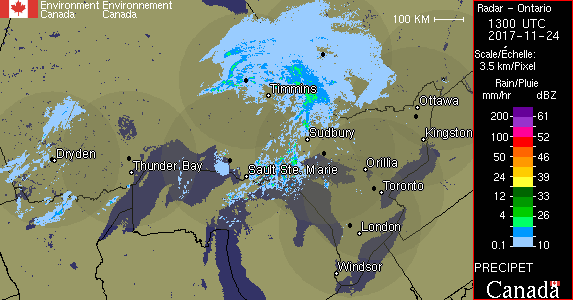 Environment Environnement
Canada Canada
100 KM
Timmins
Ottawa
Sudbury
Kingston
Dryden
Thunder Bay
Sault Ste. Marie
Orillia
Toronto
London
Windsor
Radar - Ontario
1300 UTC
2017-11-24
Scale/Échelle:
3.5 km/Pixel
Rain/Pluie
mm/hr dBZ
200 61
100 56
100 52
50 46
24 39
12 33
4 26
0.1 10
PRECIPET
Canada